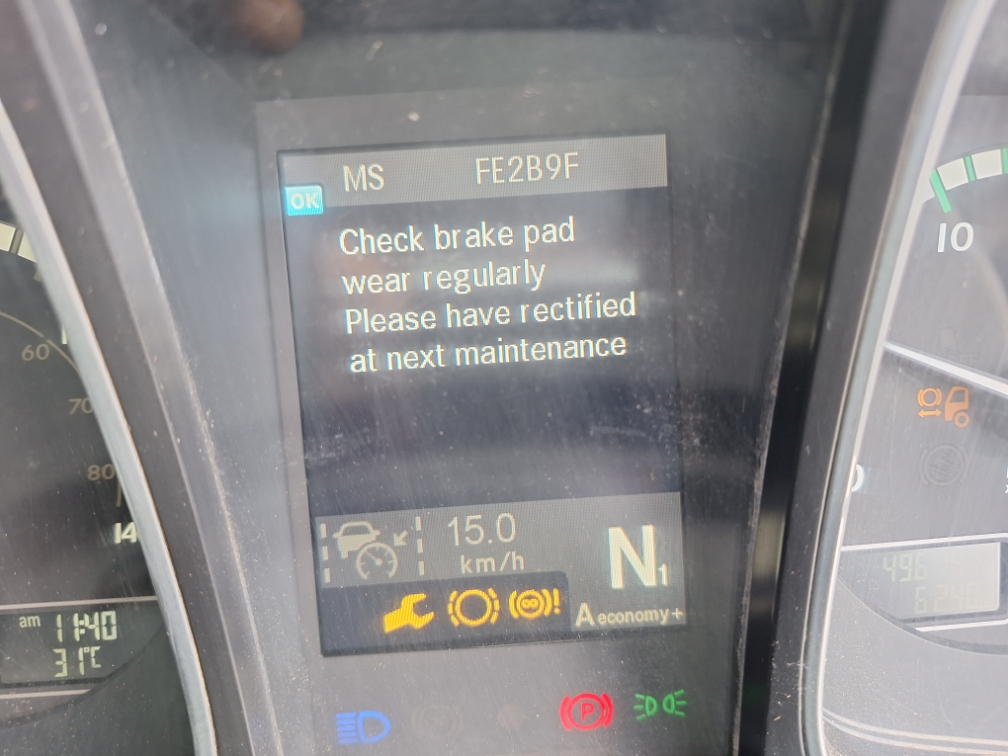 MS FE2B9F
OK
Check brake pad
wear regularly
Please have rectified
at next maintenance
15.0
km/h
N1
A economy+
10
60
70
80
14
am 11:40
31°C
P